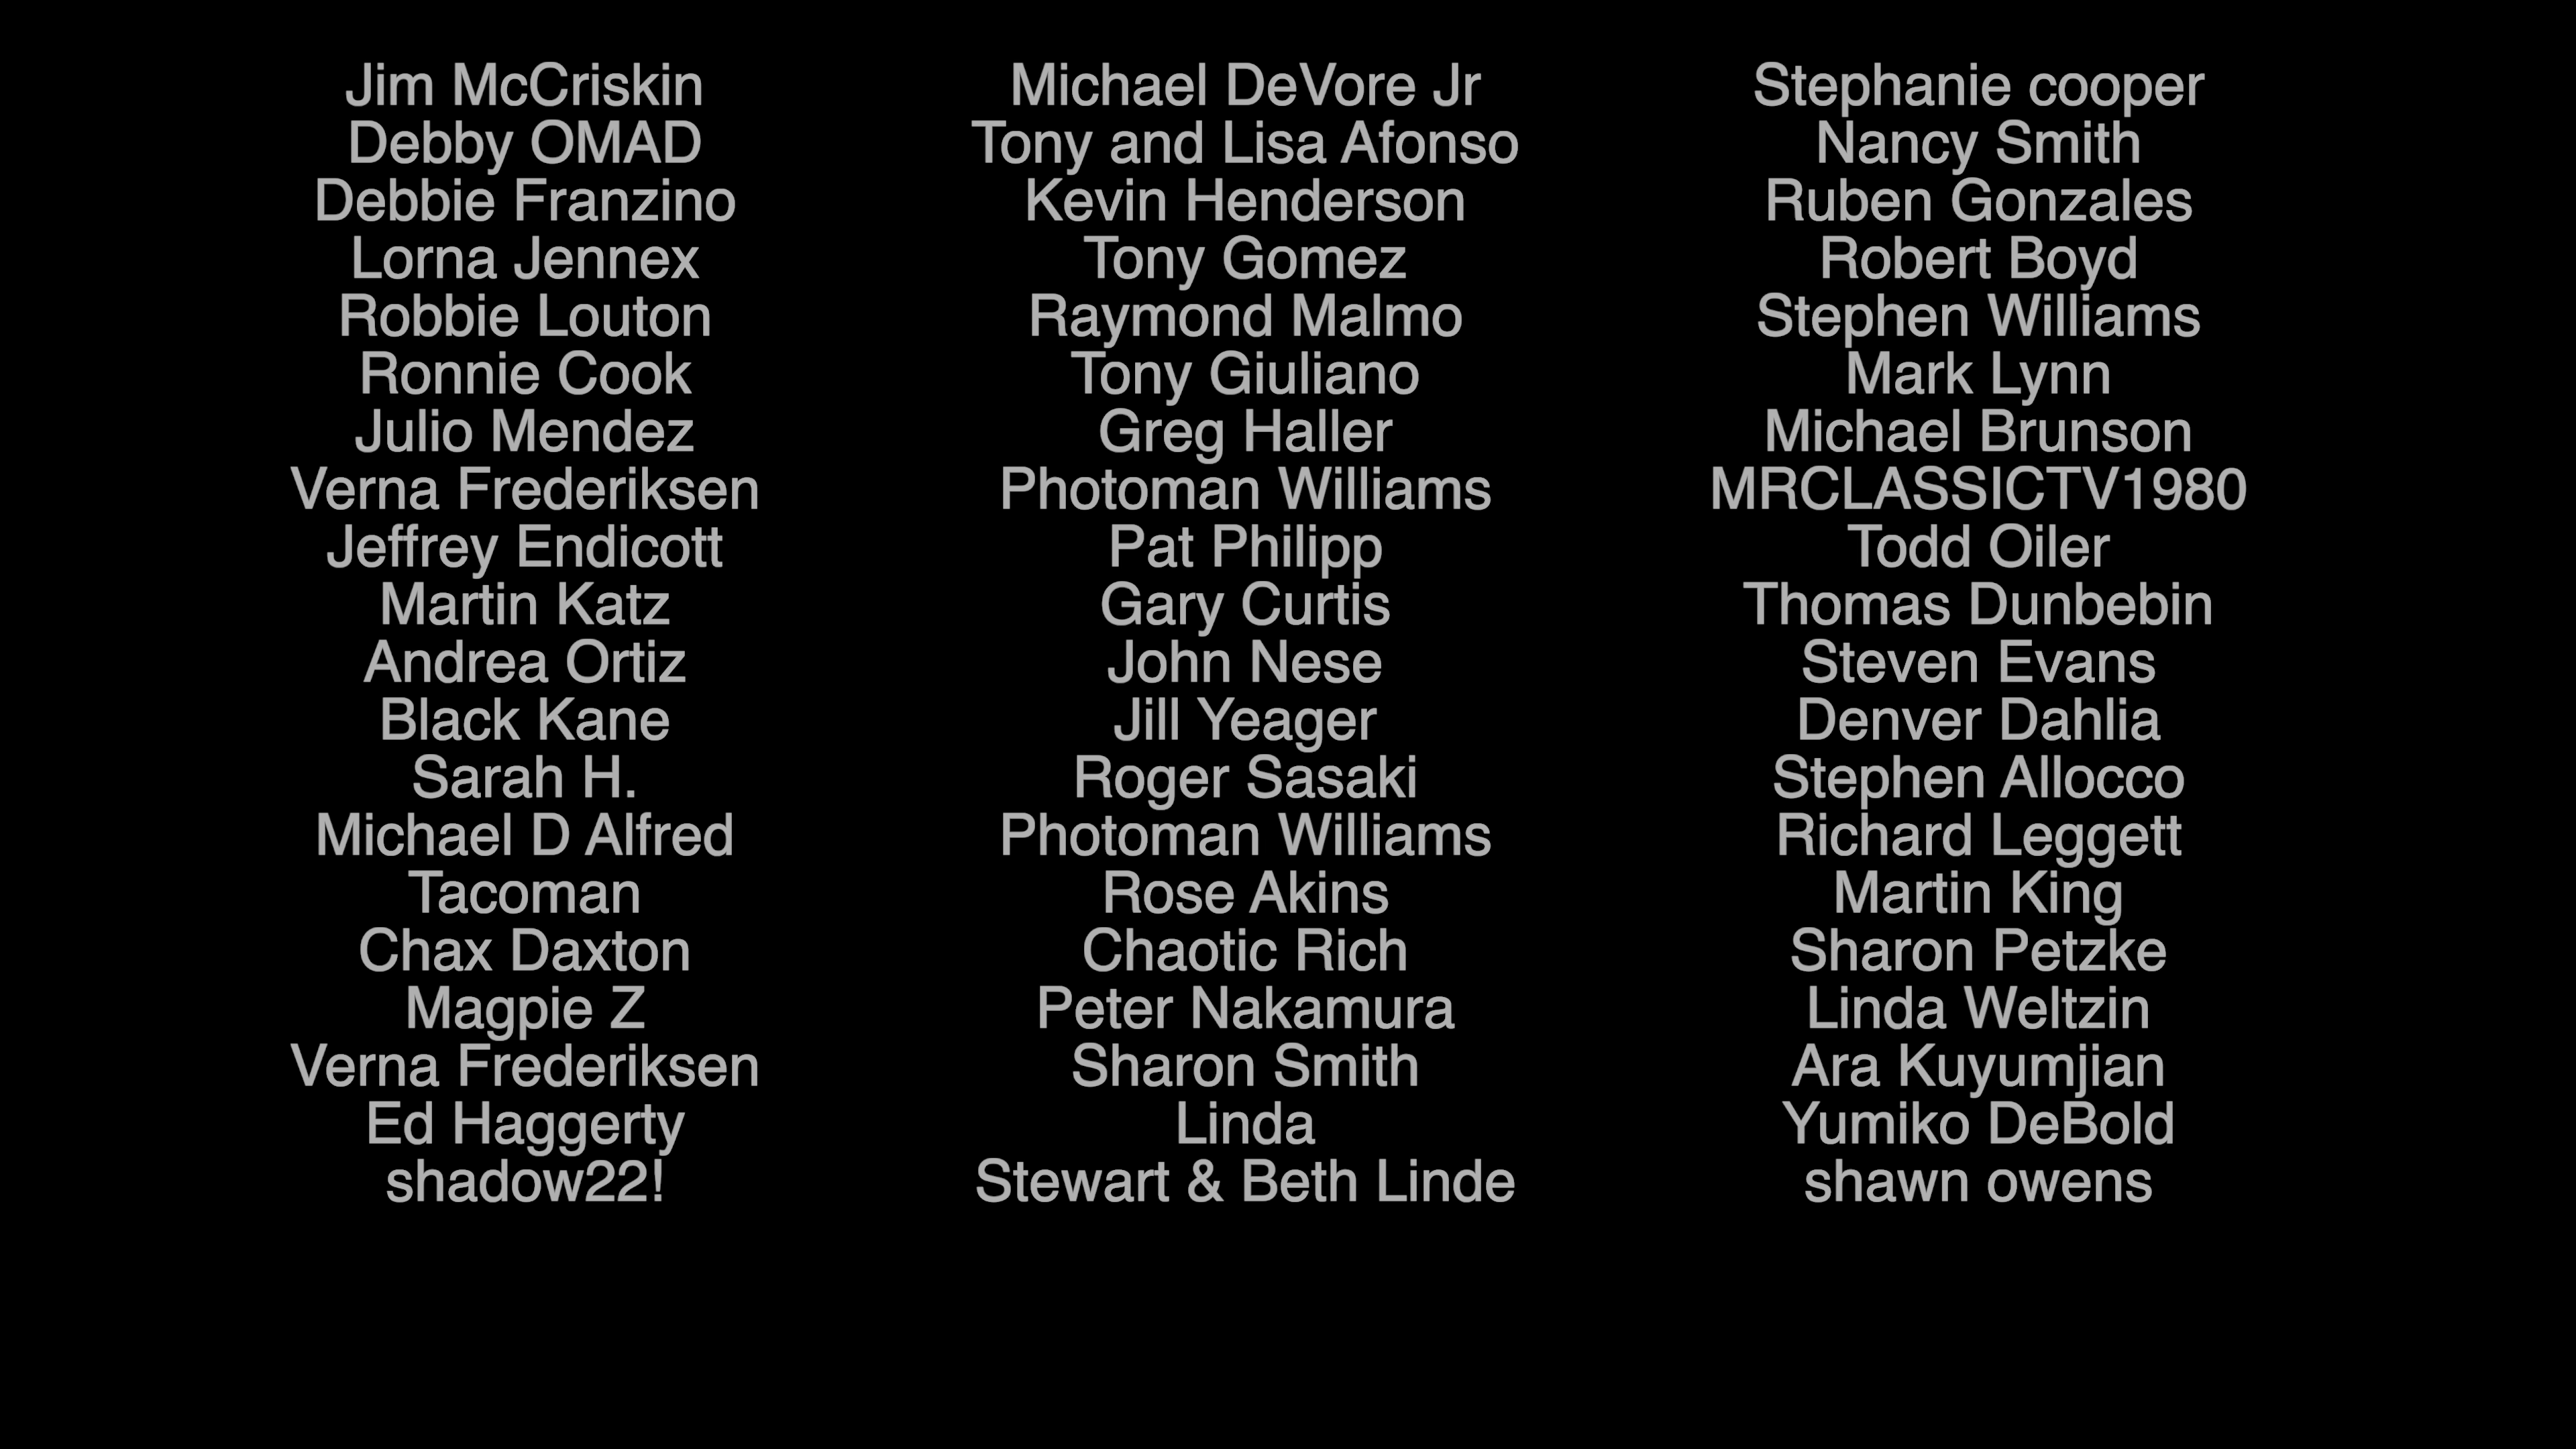 Jim McCriskin
Debby OMAD
Debbie Franzino
Lorna Jennex
Robbie Louton
Ronnie Cook
Julio Mendez
Verna Frederiksen
Jeffrey Endicott
Martin Katz
Andrea Ortiz
Black Kane
Sarah H.
Michael D Alfred
Tacoman
Chax Daxton
Magpie Z
Verna Frederiksen
Ed Haggerty
shadow22!
Michael DeVore Jr
Tony and Lisa Afonso
Kevin Henderson
Tony Gomez
Raymond Malmo
Tony Giuliano
Greg Haller
Photoman Williams
Pat Philipp
Gary Curtis
John Nese
Jill Yeager
Roger Sasaki
Photoman Williams
Rose Akins
Chaotic Rich
Peter Nakamura
Sharon Smith
Linda
Stewart & Beth Linde
Stephanie cooper
Nancy Smith
Ruben Gonzales
Robert Boyd
Stephen Williams
Mark Lynn
Michael Brunson
MRCLASSICTV1980
Todd Oiler
Thomas Dunbebin
Steven Evans
Denver Dahlia
Stephen Allocco
Richard Leggett
Martin King
Sharon Petzke
Linda Weltzin
Ara Kuyumjian
Yumiko DeBold
shawn owens